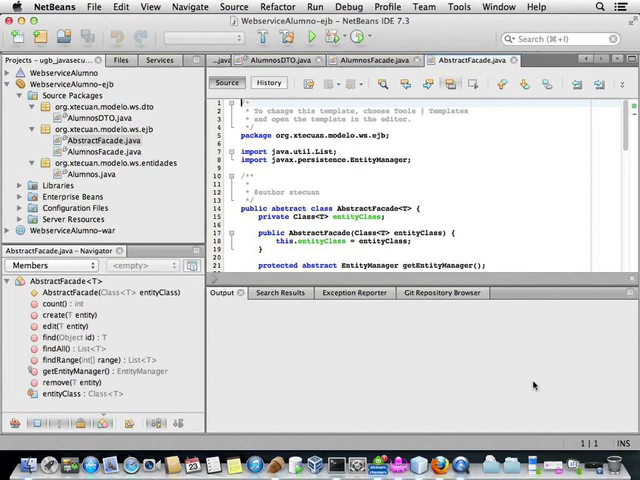 NetBeans File Edit View Navigate Source Refactor Run Debug Profile Team Tools Window Help
WebserviceAlumno-ejb - NetBeans IDE 7.3
Search (⌘+I)
Projects - ugb_javasecu... Files Services
...java AlumnosDTO.java AlumnosFacade.java AbstractFacade.java
Source History
WebserviceAlumno
WebserviceAlumno-ejb
Source Packages
org.xtecuan.modelo.ws.dto
AlumnosDTO.java
org.xtecuan.modelo.ws.ejb
AbstractFacade.java
AlumnosFacade.java
org.xtecuan.modelo.ws.entidades
Alumnos.java
Libraries
Enterprise Beans
Configuration Files
Server Resources
WebserviceAlumno-war
1 /*
2 * To change this template, choose Tools | Templates
3 * and open the template in the editor.
4 */
5 package org.xtecuan.modelo.ws.ejb;
6
7 import java.util.List;
8 import javax.persistence.EntityManager;
9
10 /**
11 *
12 * @author xtecuan
13 */
14 public abstract class AbstractFacade<T> {
15 private Class<T> entityClass;
16
17 public AbstractFacade(Class<T> entityClass) {
18 this.entityClass = entityClass;
19 }
20
21 protected abstract EntityManager getEntityManager();
AbstractFacade.java - Navigator
Members <empty>
AbstractFacade<T>
AbstractFacade(Class<T> entityClass)
count() : int
create(T entity)
edit(T entity)
find(Object id) : T
findAll() : List<T>
findRange(int[] range) : List<T>
getEntityManager() : EntityManager
remove(T entity)
entityClass : Class<T>
Output Search Results Exception Reporter Git Repository Browser
1 | 1 INS